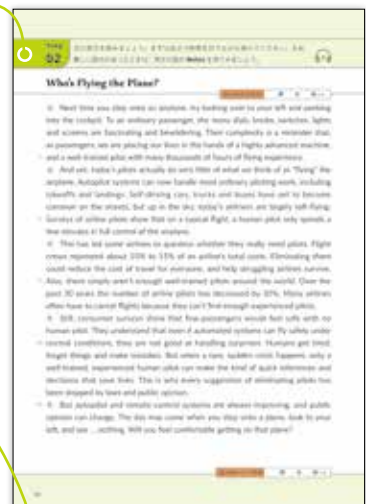 52
Who's Flying the Plane?
Next time you step onto an airplane, try looking over to your left and peeking
into the cockpit. To an ordinary passenger, the many dials, knobs, switches, lights
and screens are fascinating and bewildering. Their complexity is a reminder that,
as passengers, we are placing our lives in the hands of a highly advanced machine,
and a well-trained pilot with many thousands of hours of flying experience.
And yet, today's pilots actually do very little of what we think of as "flying" the
airplane. Autopilot systems can now handle most ordinary piloting work, including
takeoffs and landings. Self-driving cars, trucks and buses have yet to become
common on the streets, but up in the sky, today's airliners are largely self-flying.
Surveys of airline pilots show that on a typical flight, a human pilot only spends a
few minutes in full control of the airplane.
This has led some airlines to question whether they really need pilots. Flight
crews represent about 10% to 15% of an airline's total costs. Eliminating them
could reduce the cost of travel for everyone, and help struggling airlines survive.
Also, there simply aren't enough well-trained pilots around the world. Over the
past 30 years the number of airline pilots has decreased by 30%. Many airlines
often have to cancel flights because they can't find enough experienced pilots.
Still, consumer surveys show that few passengers would feel safe with no
human pilot. They understand that even if automated systems can fly safely under
normal conditions, they are not good at handling surprises. Humans get tired,
forget things and make mistakes. But when a rare, sudden crisis happens, only a
well-trained, experienced human pilot can make the kind of quick inferences and
decisions that save lives. This is why every suggestion of eliminating pilots has
been stopped by laws and public opinion.
But autopilot and remote control systems are always improving, and public
opinion can change. The day may come when you step onto a plane, look to your
left, and see ... nothing. Will you feel comfortable getting on that plane?